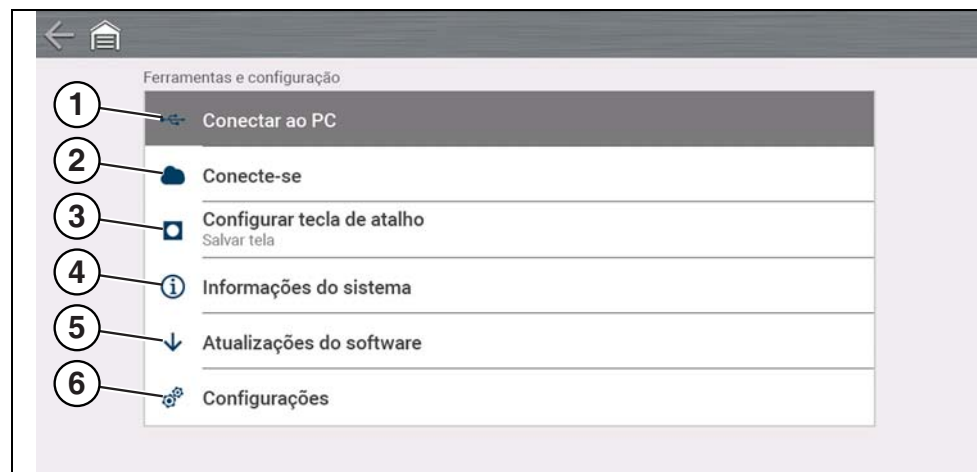 Ferramentas e configuração
1
Conectar ao PC
2
Conecte-se
3
Configurar tecla de atalho
Salvar tela
4
Informações do sistema
5
Atualizações do software
6
Configurações